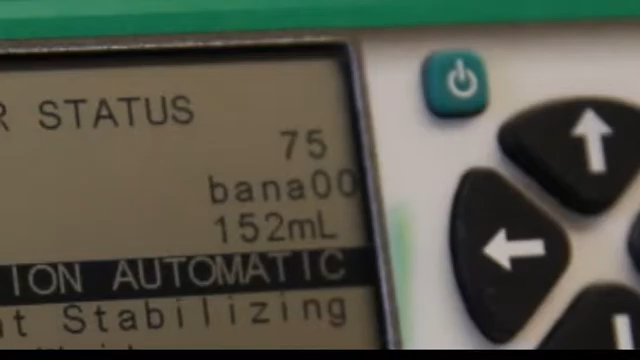 R STATUS
75
bana00
152mL
ION AUTOMATIC
t Stabilizing